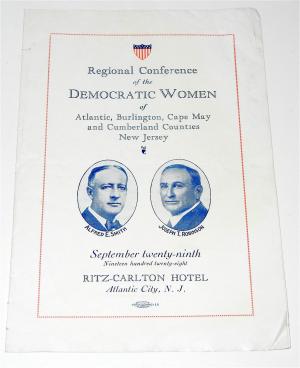 Regional Conference
of the
DEMOCRATIC WOMEN
of
Atlantic, Burlington, Cape May
and Cumberland Counties
New Jersey
ALFRED E. SMITH
JOSEPH T. ROBINSON
September twenty-ninth
Nineteen hundred twenty-eight
RITZ-CARLTON HOTEL
Atlantic City, N. J.